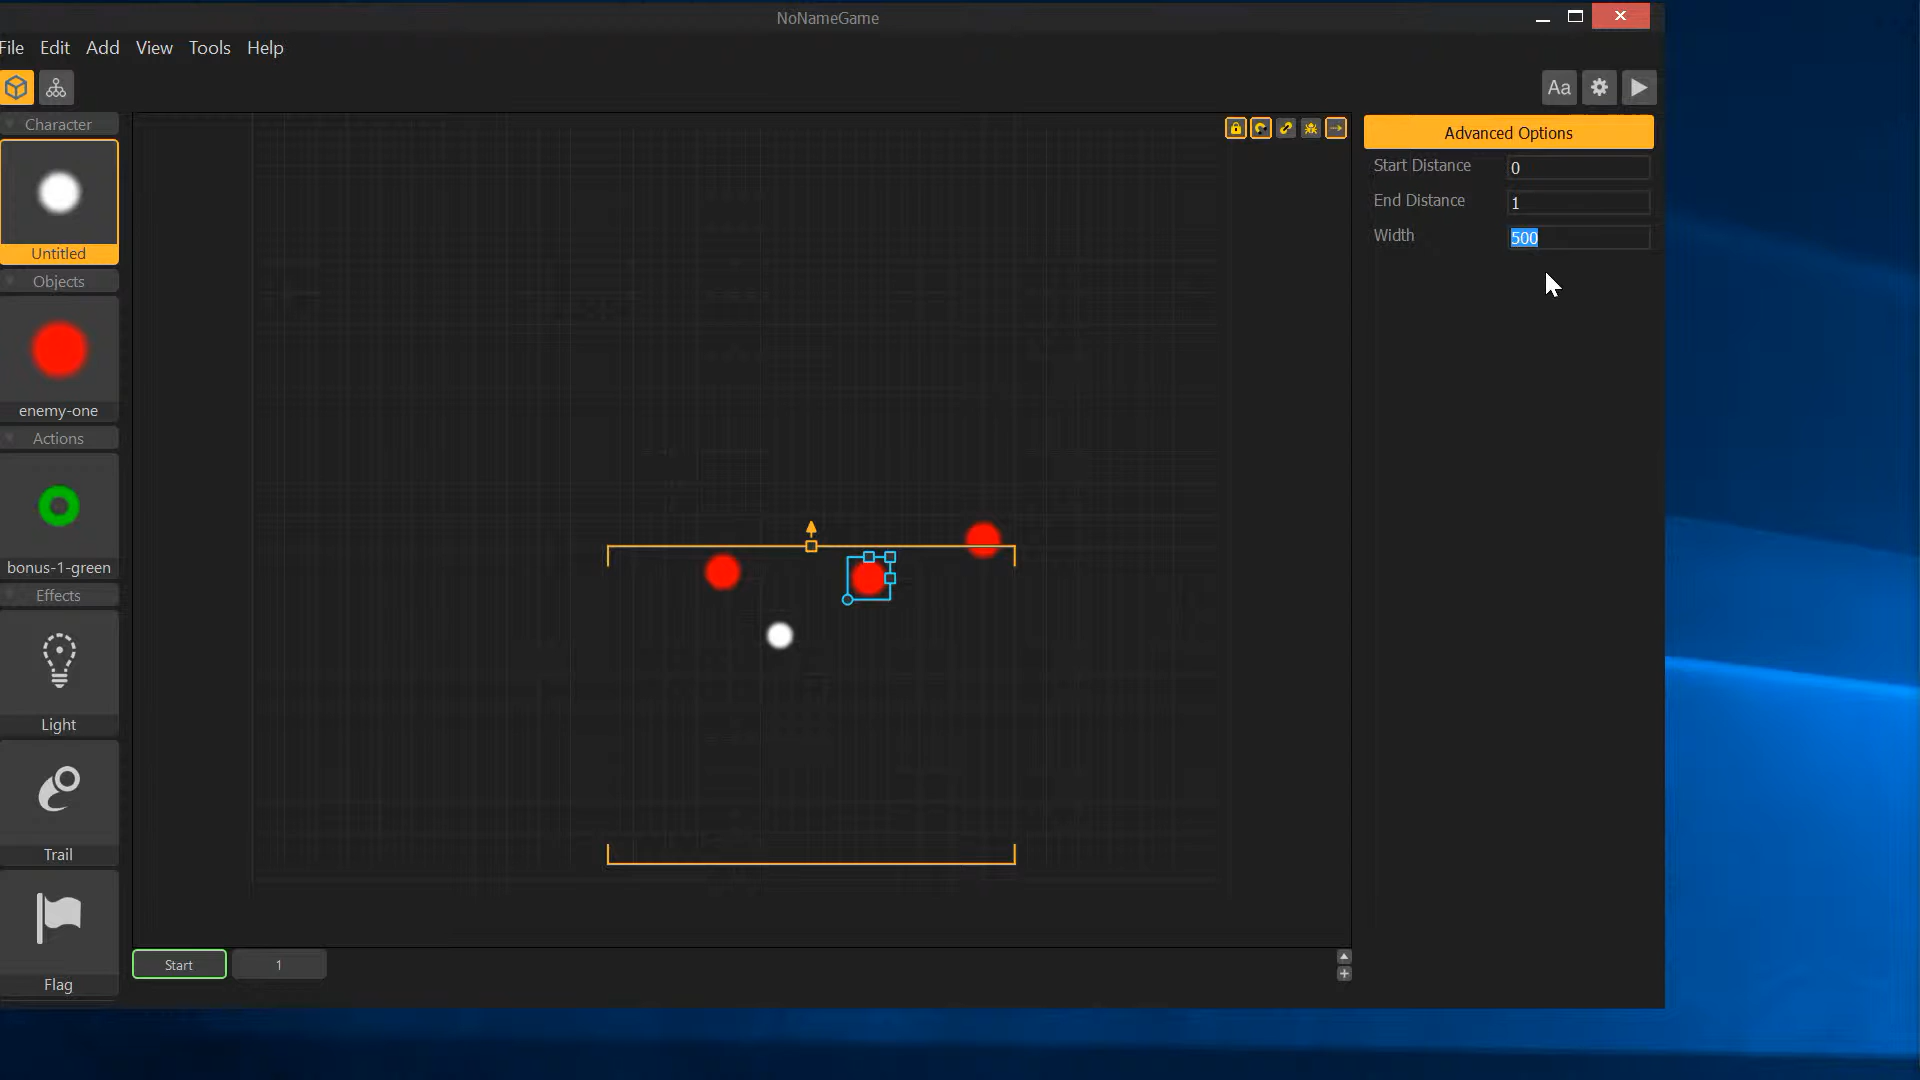 NoNameGame
File Edit Add View Tools Help
Aa
Character
Untitled
Objects
enemy-one
Actions
bonus-1-green
Effects
Light
Trail
Flag
Advanced Options
Start Distance 0
End Distance 1
Width 500
Start 1